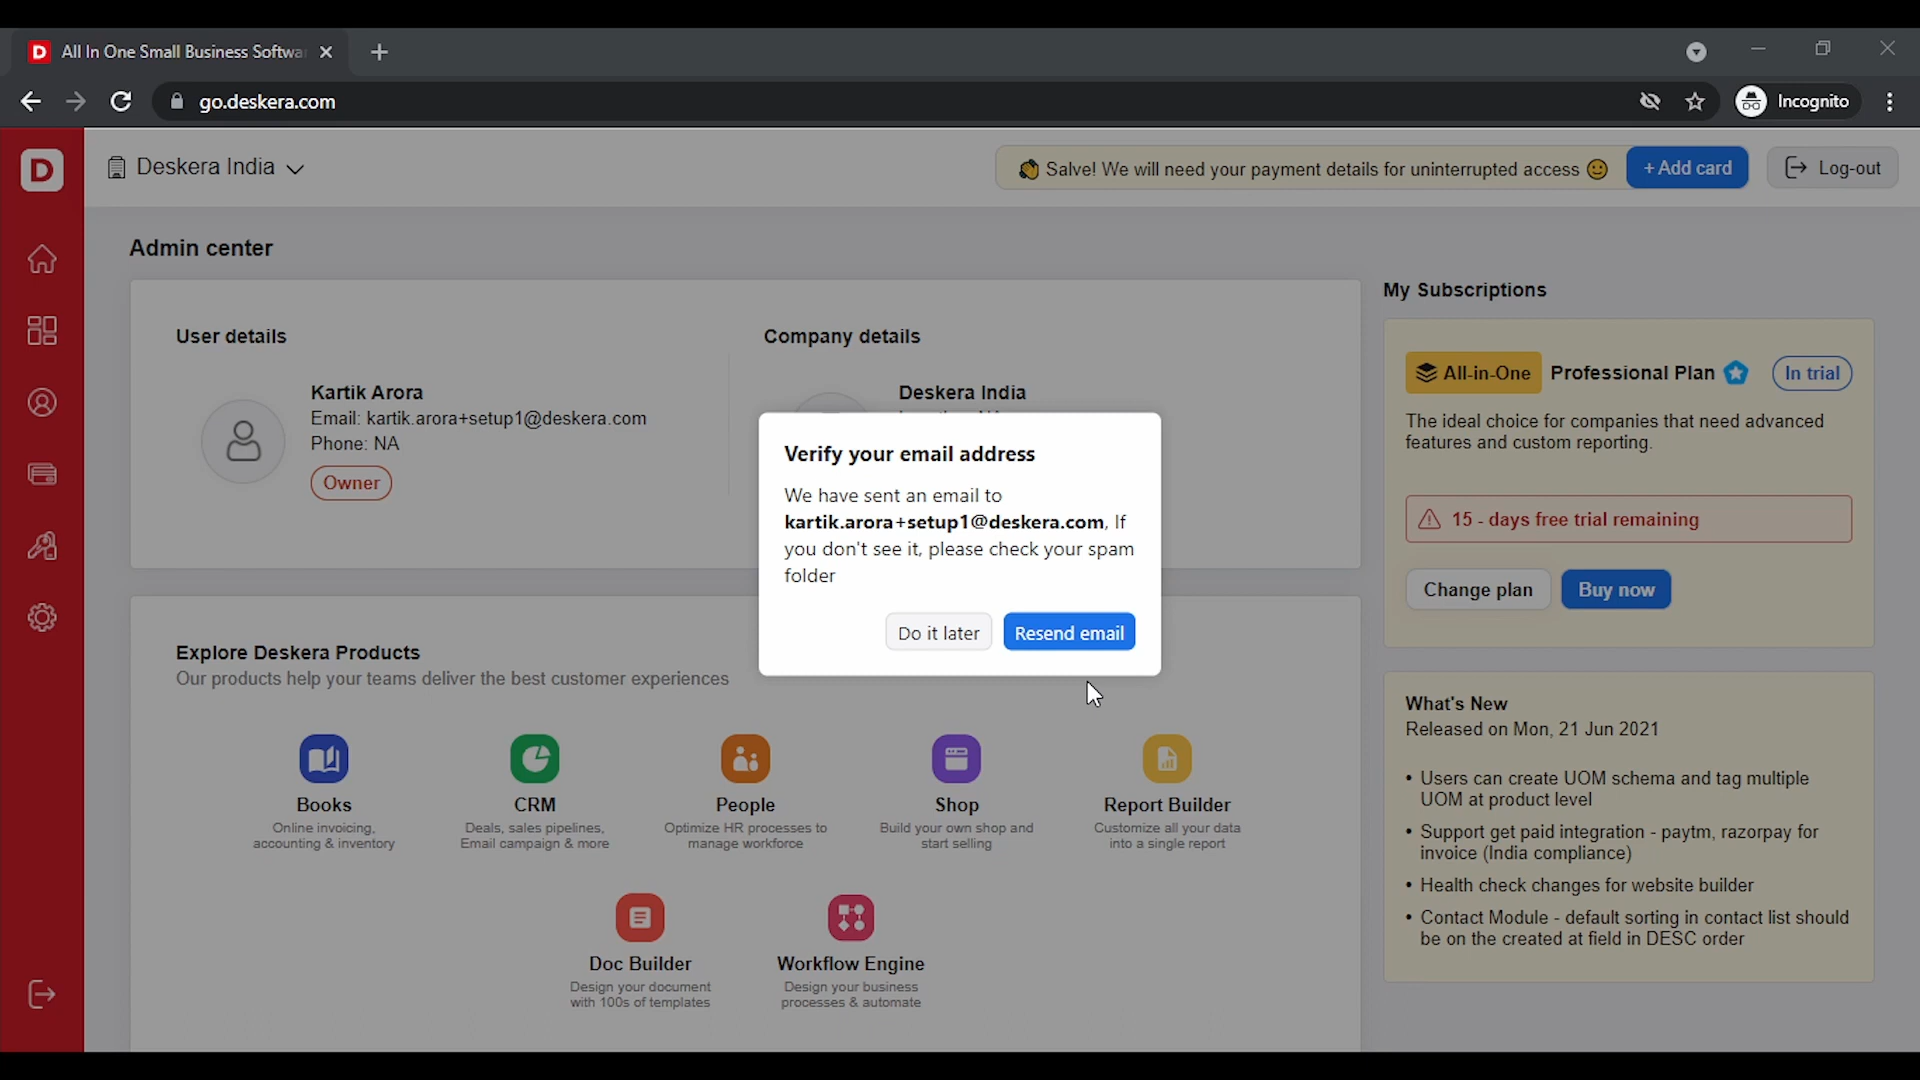 D All In One Small Business Softwa
go.deskera.com
Incognito
D
Deskera India
Salve! We will need your payment details for uninterrupted access
+ Add card
Log-out
Admin center
User details
Kartik Arora
Email: kartik.arora+setup1@deskera.com
Phone: NA
Owner
Company details
Deskera India
Verify your email address
We have sent an email to
kartik.arora+setup1@deskera.com, If
you don't see it, please check your spam
folder
Do it later
Resend email
My Subscriptions
All-in-One Professional Plan
In trial
The ideal choice for companies that need advanced
features and custom reporting.
15 - days free trial remaining
Change plan
Buy now
Explore Deskera Products
Our products help your teams deliver the best customer experiences
Books
Online invoicing,
accounting & inventory
CRM
Deals, sales pipelines,
Email campaign & more
People
Optimize HR processes to
manage workforce
Shop
Build your own shop and
start selling
Report Builder
Customize all your data
into a single report
Doc Builder
Design your document
with 100s of templates
Workflow Engine
Design your business
processes & automate
What's New
Released on Mon, 21 Jun 2021
• Users can create UOM schema and tag multiple
UOM at product level
• Support get paid integration - paytm, razorpay for
invoice (India compliance)
• Health check changes for website builder
• Contact Module - default sorting in contact list should
be on the created at field in DESC order